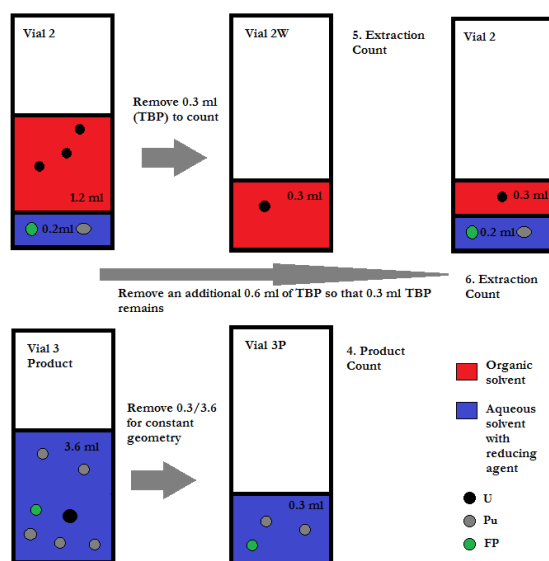 Vial 2
Vial 2W
5. Extraction
Count
Vial 2
Remove 0.3 ml
(TBP) to count
1.2 ml
0.2ml
0.3 ml
0.3 ml
0.2 ml
Remove an additional 0.6 ml of TBP so that 0.3 ml TBP
remains
6. Extraction
Count
Vial 3
Product
Vial 3P
4. Product
Count
Remove 0.3/3.6
for constant
geometry
3.6 ml
0.3 ml
Organic
solvent
Aqueous
solvent
with
reducing
agent
U
Pu
FP